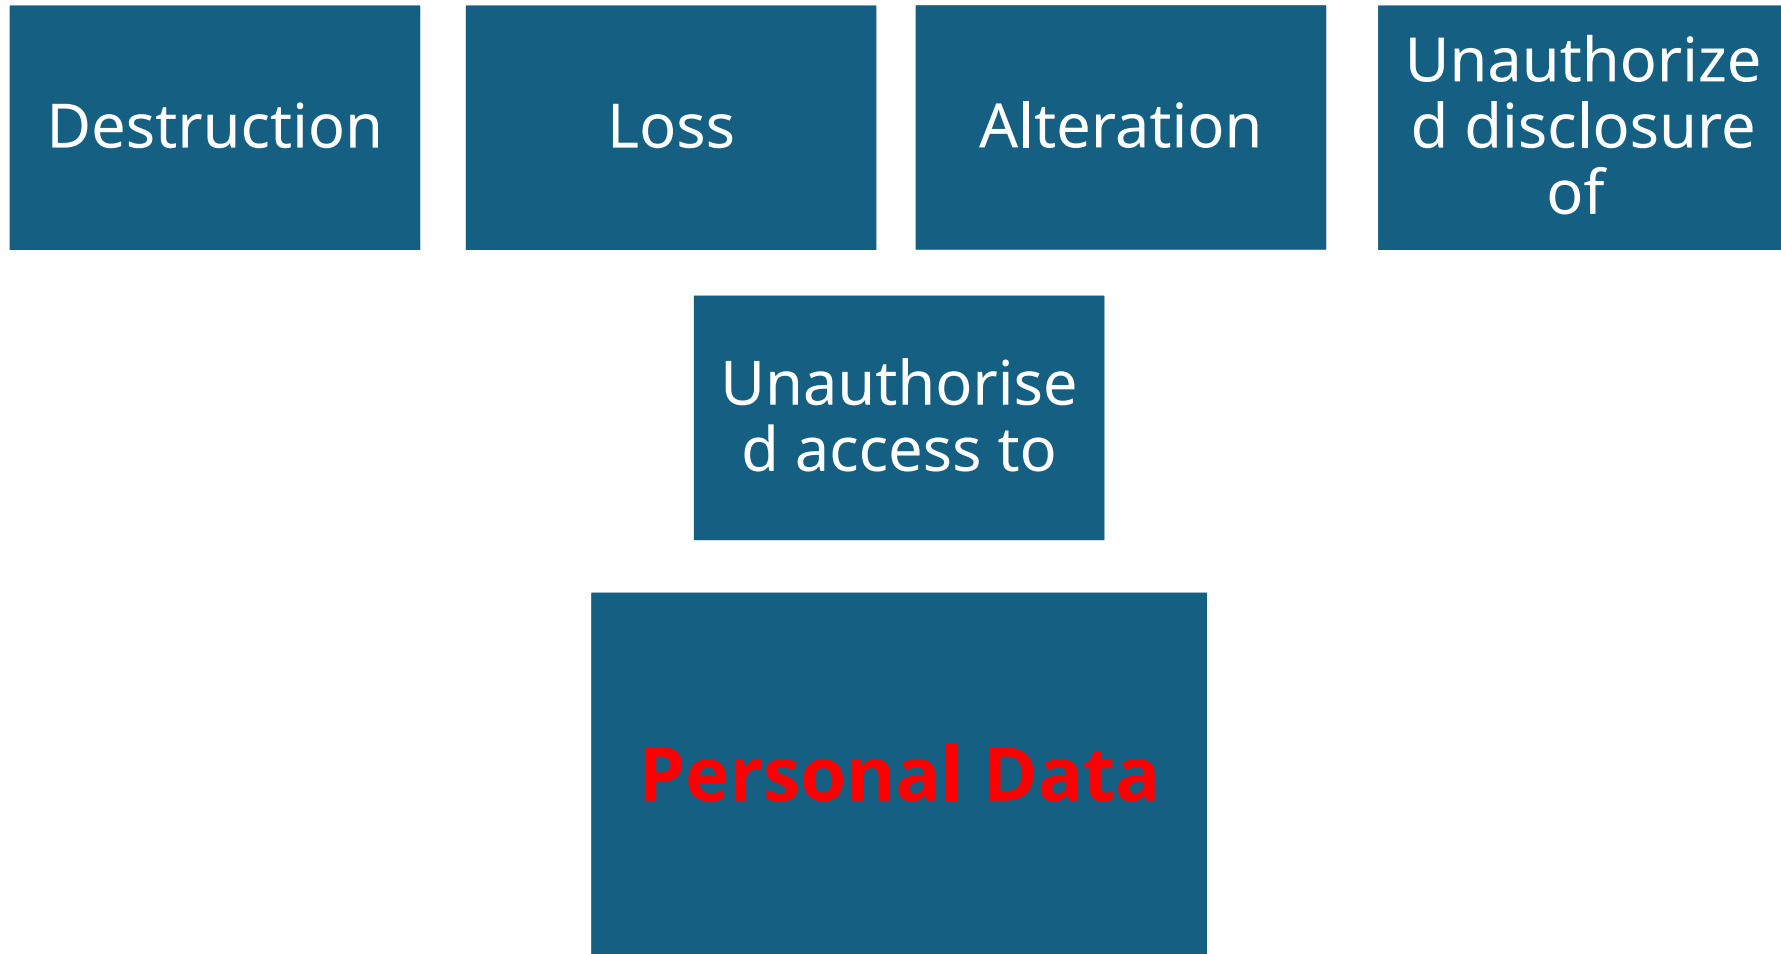 Destruction
Loss
Alteration
Unauthorize
d disclosure
of
Unauthorise
d access to
Personal Data